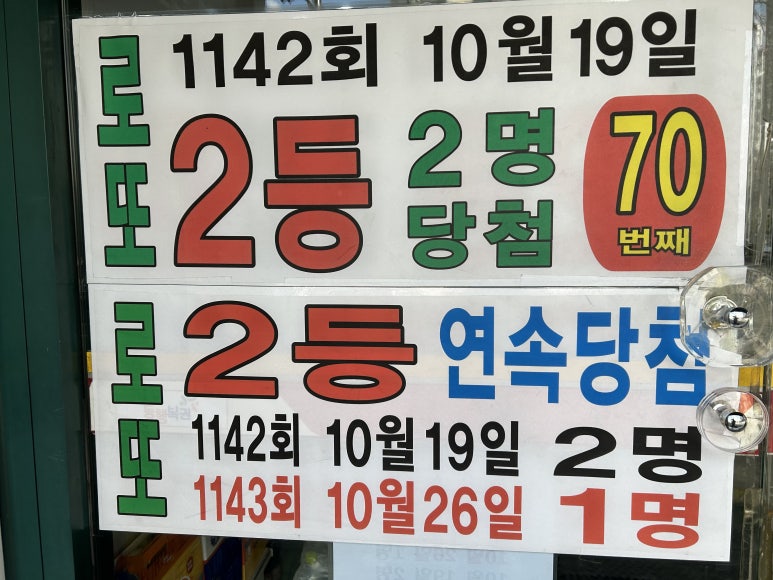 로또
1142회 10월 19일
2등
2명
당첨
70
번째
로또
2등 연속당첨
1142회 10월 19일 2명
1143회 10월 26일 1명